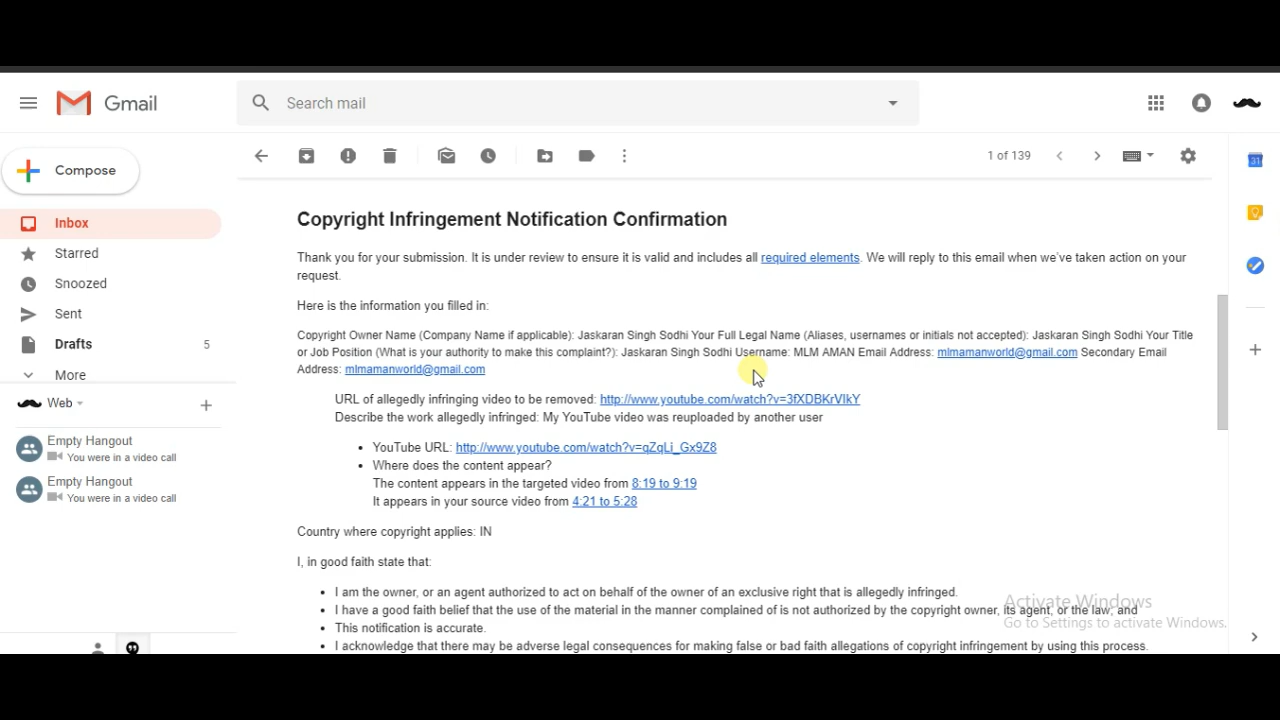 Gmail
Search mail
Compose
1 of 139
Inbox
Starred
Snoozed
Sent
Drafts 5
More
Web
Empty Hangout
You were in a video call
Empty Hangout
You were in a video call
Copyright Infringement Notification Confirmation
Thank you for your submission. It is under review to ensure it is valid and includes all required elements. We will reply to this email when we've taken action on your
request.
Here is the information you filled in:
Copyright Owner Name (Company Name if applicable): Jaskaran Singh Sodhi Your Full Legal Name (Aliases, usernames or initials not accepted): Jaskaran Singh Sodhi Your Title
or Job Position (What is your authority to make this complaint?): Jaskaran Singh Sodhi Username: MLM AMAN Email Address: mlmamanworld@gmail.com Secondary Email
Address: mlmamanworld@gmail.com
URL of allegedly infringing video to be removed: http://www.youtube.com/watch?v=3fXDBKrVIkY
Describe the work allegedly infringed: My YouTube video was reuploaded by another user
• YouTube URL: http://www.youtube.com/watch?v=qZqLi_Gx9Z8
• Where does the content appear?
The content appears in the targeted video from 8:19 to 9:19
It appears in your source video from 4:21 to 5:28
Country where copyright applies: IN
I, in good faith state that:
• I am the owner, or an agent authorized to act on behalf of the owner of an exclusive right that is allegedly infringed.
• I have a good faith belief that the use of the material in the manner complained of is not authorized by the copyright owner, its agent, or the law; and
• This notification is accurate.
• I acknowledge that there may be adverse legal consequences for making false or bad faith allegations of copyright infringement by using this process.
Activate Windows
Go to Settings to activate Windows.
31